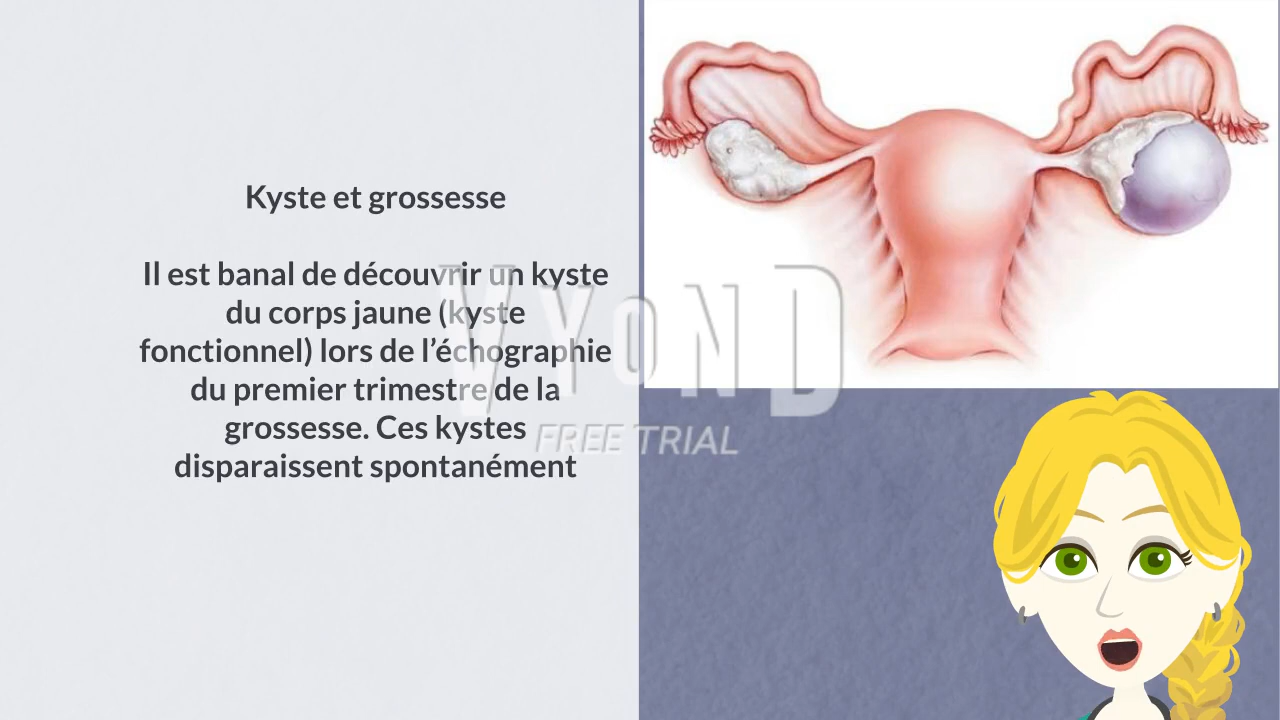 Kyste et grossesse
Il est banal de découvrir un kyste
du corps jaune (kyste
fonctionnel) lors de l’échographie
du premier trimestre de la
grossesse. Ces kystes
disparaissent spontanément
VYOND
FREE TRIAL